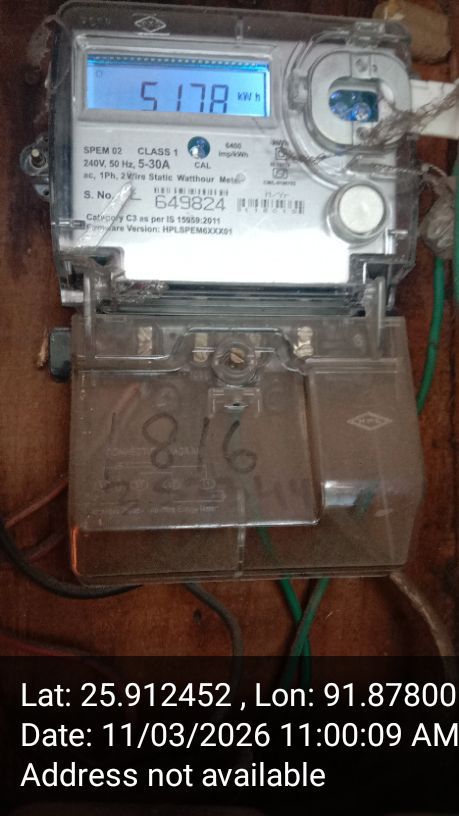 HPL
5178 kWh
SPEM 02 CLASS 1
6400
imp/kWh
240V, 50 Hz, 5-30A
CAL
ac, 1Ph, 2Wire Static Watthour Meter
S. No. 649824
Category C3 as per IS 15959:2011
Firmware Version: HPLSPEM6XXX01
HPL
1816
Lat: 25.912452 , Lon: 91.87800
Date: 11/03/2026 11:00:09 AM
Address not available